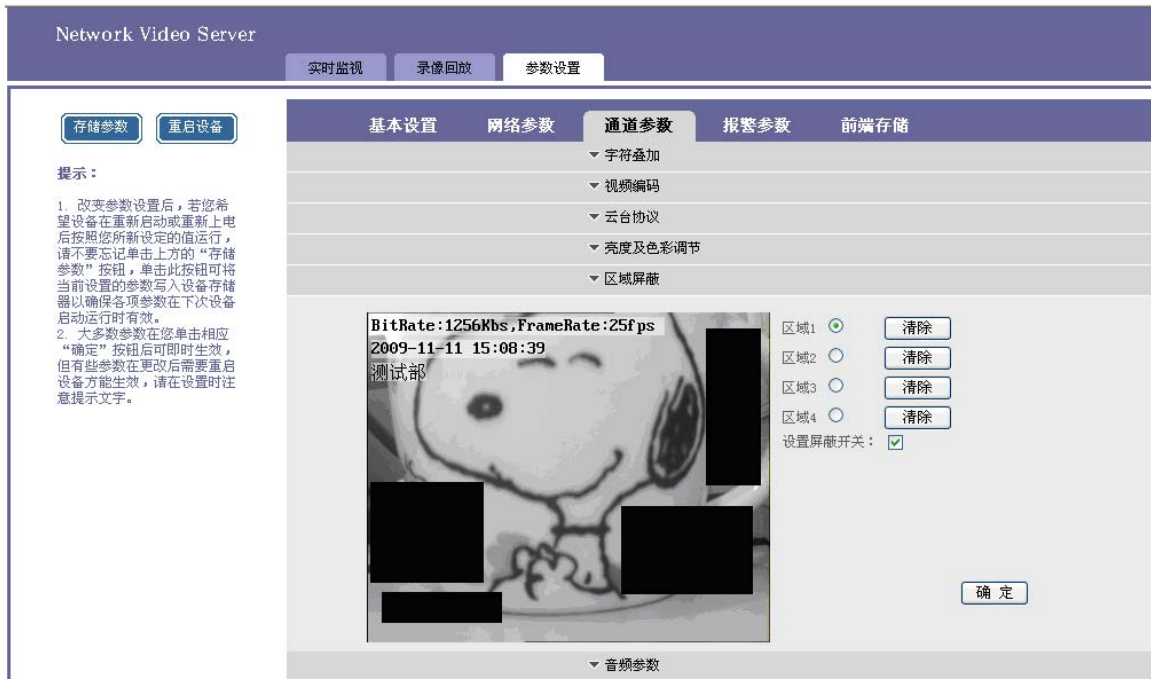 Network Video Server
实时监视 录像回放 参数设置
存储参数 重启设备
提示：
1. 改变参数设置后，若您希
望设备在重新启动或重新上电
后按照您所新设定的值运行，
请不要忘记单击上方的“存储
参数”按钮，单击此按钮可将
当前设置的参数写入设备存储
器以确保各项参数在下次设备
启动运行时有效。
2. 大多数参数在您单击相应
“确定”按钮后可即时生效，
但有些参数在更改后需要重启
设备方能生效，请在设置时注
意提示文字。
基本设置 网络参数 通道参数 报警参数 前端存储
字符叠加
视频编码
云台协议
亮度及色彩调节
区域屏蔽
BitRate:1256Kbs,FrameRate:25fps
2009-11-11 15:08:39
测试部
区域1 清除
区域2 清除
区域3 清除
区域4 清除
设置屏蔽开关：
确 定
音频参数